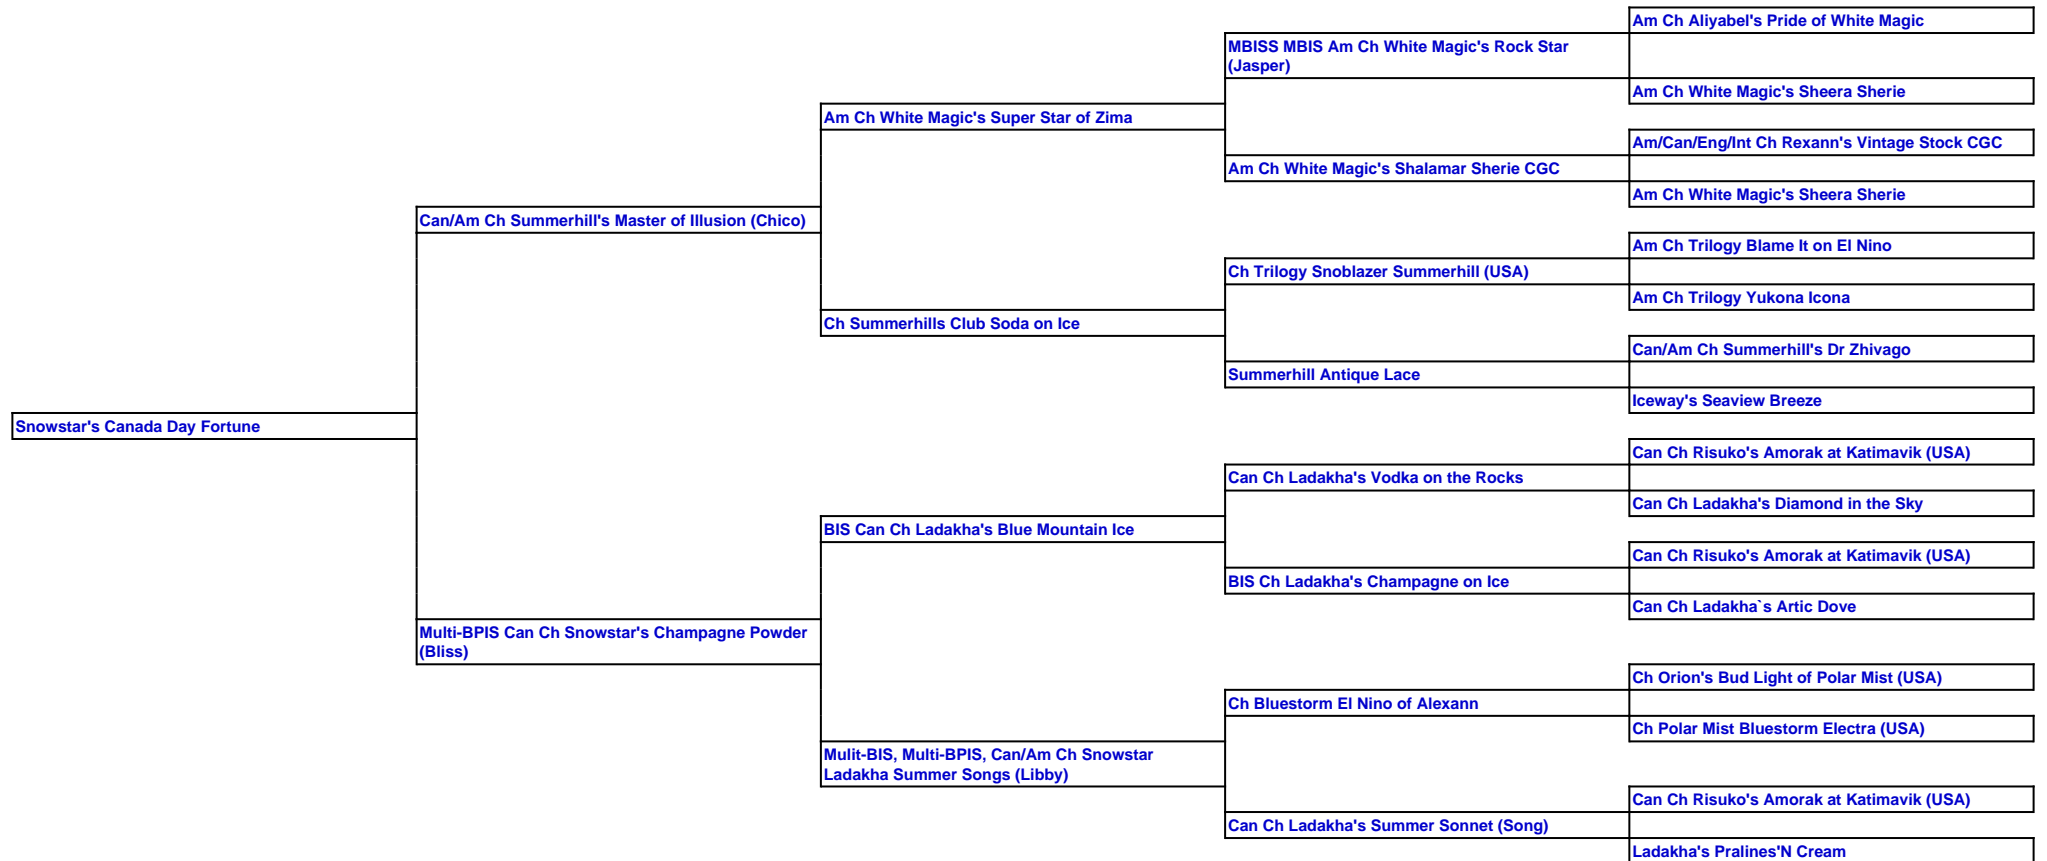 Am Ch Aliyabel's Pride of White Magic
MBISS MBIS Am Ch White Magic's Rock Star
(Jasper)
Am Ch White Magic's Sheera Sherie
Am Ch White Magic's Super Star of Zima
Am/Can/Eng/Int Ch Rexann's Vintage Stock CGC
Am Ch White Magic's Shalamar Sherie CGC
Am Ch White Magic's Sheera Sherie
Can/Am Ch Summerhill's Master of Illusion (Chico)
Am Ch Trilogy Blame It on El Nino
Ch Trilogy Snoblazer Summerhill (USA)
Am Ch Trilogy Yukona Icona
Ch Summerhills Club Soda on Ice
Can/Am Ch Summerhill's Dr Zhivago
Summerhill Antique Lace
Iceway's Seaview Breeze
Snowstar's Canada Day Fortune
Can Ch Risuko's Amorak at Katimavik (USA)
Can Ch Ladakha's Vodka on the Rocks
Can Ch Ladakha's Diamond in the Sky
BIS Can Ch Ladakha's Blue Mountain Ice
Can Ch Risuko's Amorak at Katimavik (USA)
BIS Ch Ladakha's Champagne on Ice
Can Ch Ladakha`s Artic Dove
Multi-BPIS Can Ch Snowstar's Champagne Powder
(Bliss)
Ch Orion's Bud Light of Polar Mist (USA)
Ch Bluestorm El Nino of Alexann
Ch Polar Mist Bluestorm Electra (USA)
Mulit-BIS, Multi-BPIS, Can/Am Ch Snowstar
Ladakha Summer Songs (Libby)
Can Ch Risuko's Amorak at Katimavik (USA)
Can Ch Ladakha's Summer Sonnet (Song)
Ladakha's Pralines'N Cream